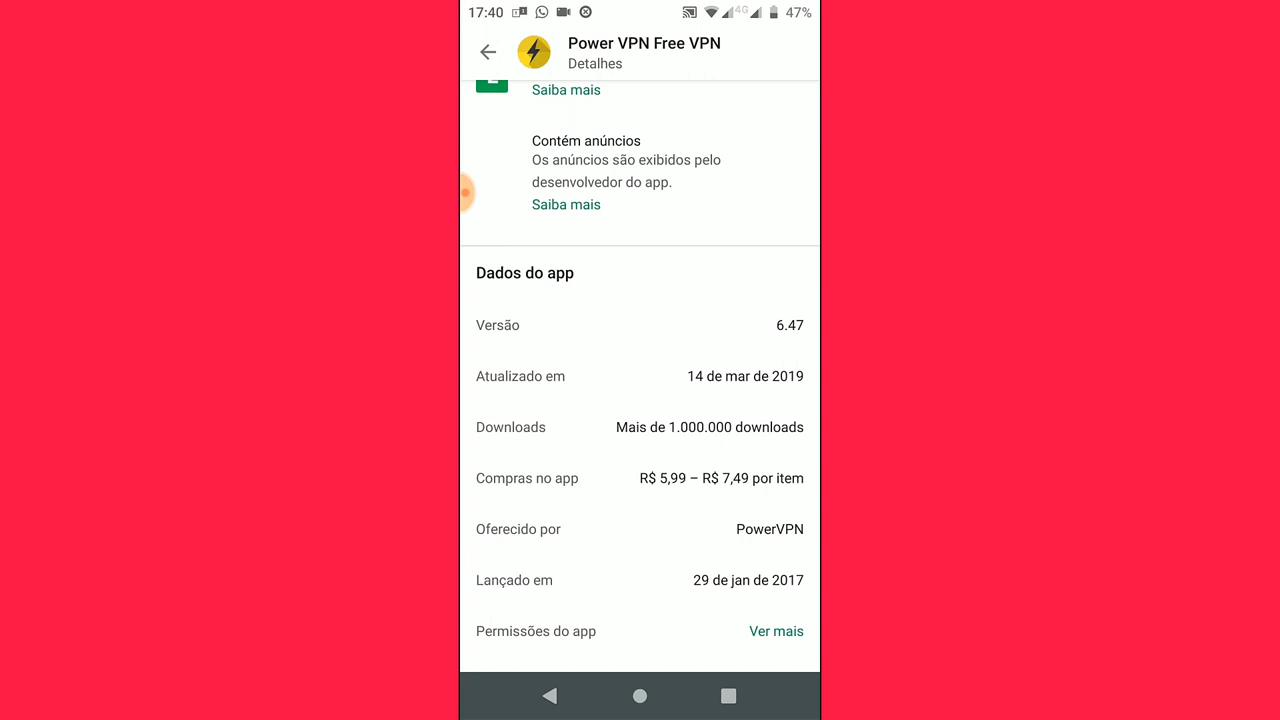 17:40 4G 47%
Power VPN Free VPN
Detalhes
Saiba mais
Contém anúncios
Os anúncios são exibidos pelo
desenvolvedor do app.
Saiba mais
Dados do app
Versão 6.47
Atualizado em 14 de mar de 2019
Downloads Mais de 1.000.000 downloads
Compras no app R$ 5,99 – R$ 7,49 por item
Oferecido por PowerVPN
Lançado em 29 de jan de 2017
Permissões do app Ver mais